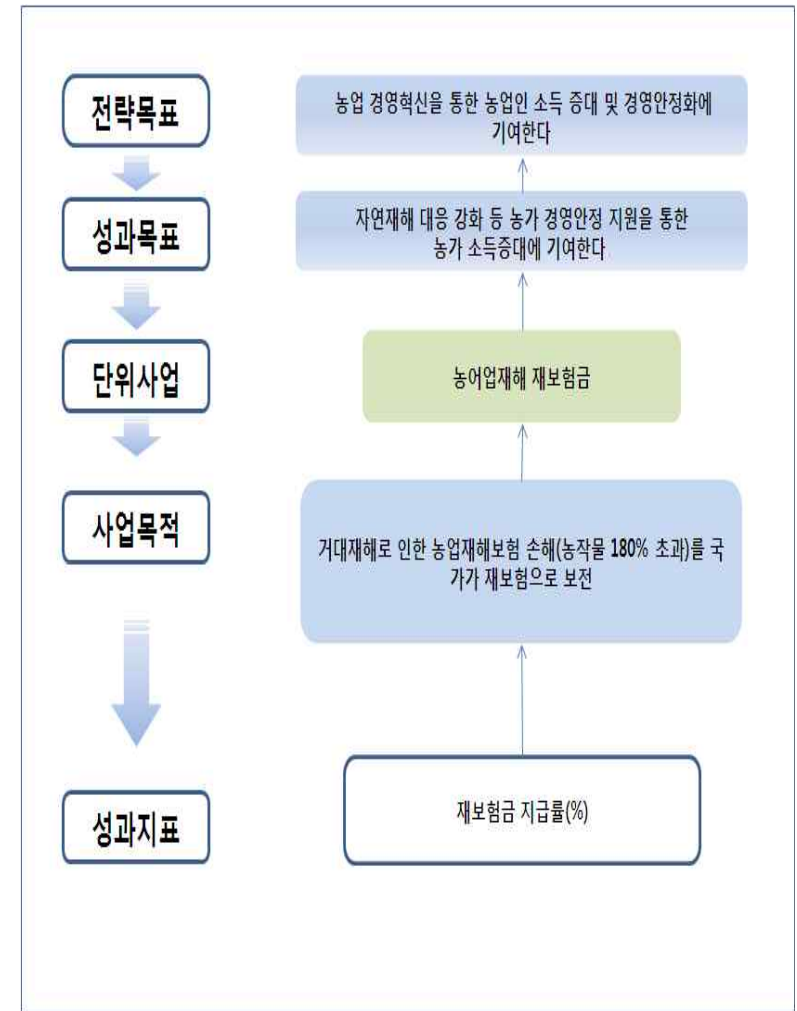 전략목표
농업 경영혁신을 통한 농업인 소득 증대 및 경영안정화에
기여한다
성과목표
자연재해 대응 강화 등 농가 경영안정 지원을 통한
농가 소득증대에 기여한다
단위사업
농어업재해 재보험금
사업목적
거대재해로 인한 농업재해보험 손해(농작물 180% 초과)를 국
가가 재보험으로 보전
성과지표
재보험금 지급률(%)